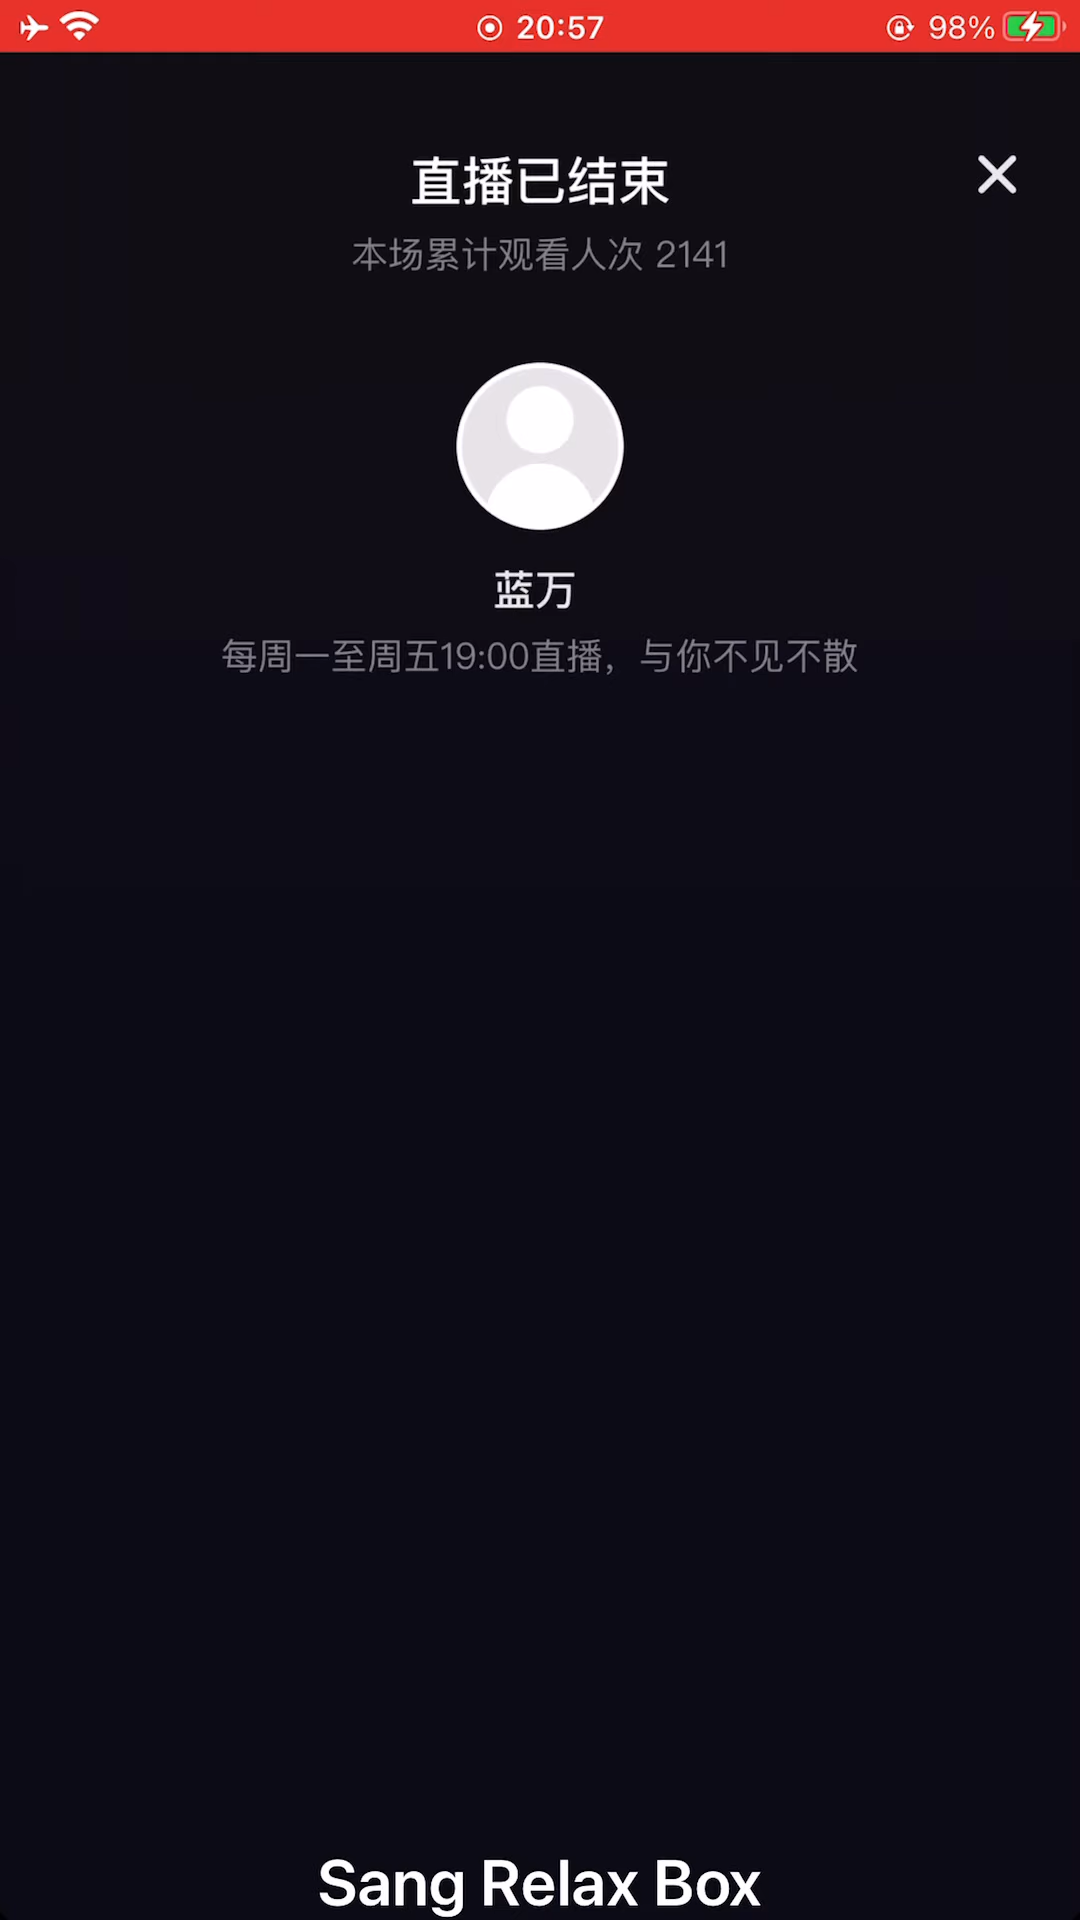 20:57
98%
直播已结束
本场累计观看人次 2141
蓝万
每周一至周五19:00直播，与你不见不散
Sang Relax Box